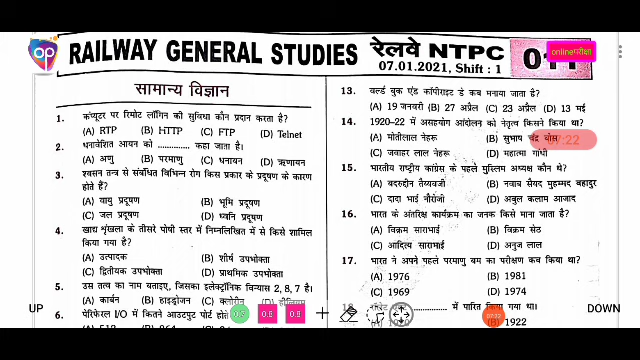 op
RAILWAY GENERAL STUDIES
रेलवे NTPC
07.01.2021, Shift : 1
onlineपरीक्षा
सामान्य विज्ञान
1. कंप्यूटर पर रिमोट लॉगिन की सुविधा कौन प्रदान करता है?
(A) RTP (B) HTTP (C) FTP (D) Telnet
2. धनावेशित आयन को .............. कहा जाता है।
(A) अणु (B) परमाणु (C) धनायन (D) ऋणायन
3. श्वसन तन्त्र से संबंधित विभिन्न रोग किस प्रकार के प्रदूषण के कारण
होते हैं?
(A) वायु प्रदूषण (B) भूमि प्रदूषण
(C) जल प्रदूषण (D) ध्वनि प्रदूषण
4. खाद्य श्रृंखला के तीसरे पोषी स्तर में निम्नलिखित में से किसे शामिल
किया गया है?
(A) उत्पादक (B) शीर्ष उपभोक्ता
(C) द्वितीयक उपभोक्ता (D) प्राथमिक उपभोक्ता
5. उस तत्व का नाम बताइए, जिसका इलेक्ट्रॉनिक विन्यास 2, 8, 7 है।
(A) कार्बन (B) हाइड्रोजन (C) क्लोरीन (D) हीलियम
6. पेरिफेरल I/O में कितने आउटपुट पोर्ट होते
13. वर्ल्ड बुक एंड कॉपीराइट डे कब मनाया जाता है?
(A) 19 जनवरी (B) 27 अप्रैल (C) 23 अप्रैल (D) 13 मई
14. 1920-22 में असहयोग आंदोलन को नेतृत्व किसने किया था?
(A) मोतीलाल नेहरू (B) सुभाष चंद्र बोस
07:22
(C) जवाहर लाल नेहरू (D) महात्मा गांधी
15. भारतीय राष्ट्रीय कांग्रेस के पहले मुस्लिम अध्यक्ष कौन थे?
(A) बदरुद्दीन तैय्यबजी (B) नवाब सैयद मुहम्मद बहादुर
(C) दादा भाई नौरोजी (D) अबुल कलाम आजाद
16. भारत के अंतरिक्ष कार्यक्रम का जनक किसे माना जाता है?
(A) विक्रम साराभाई (B) विक्रम सेठ
(C) आदित्य साराभाई (D) अनुज लाल
17. भारत ने अपने पहले परमाणु बम का परीक्षण कब किया था?
(A) 1976 (B) 1981
(C) 1969 (D) 1974
में पारित किया गया था।
1922
UP
DOWN